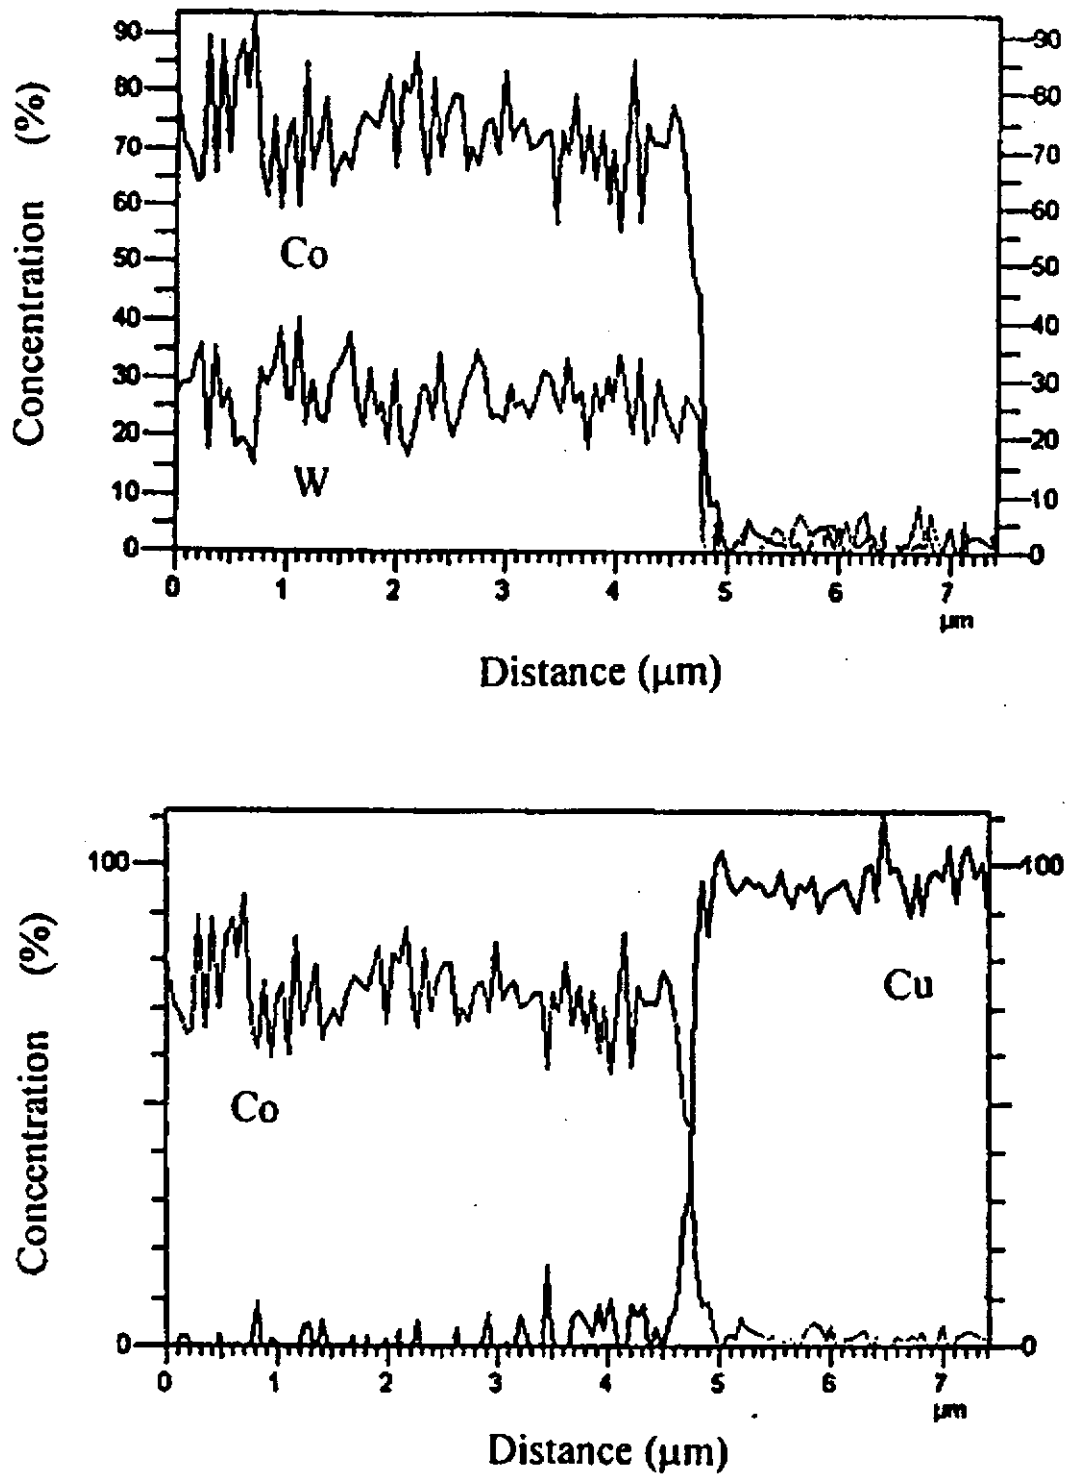 90 90
80 80
70 70
60 60
50 50
40 40
30 30
20 20
10 10
0 0
Concentration (%)
Co
W
0 1 2 3 4 5 6 7
µm
Distance (µm)
100 100
0 0
Concentration (%)
Cu
Co
0 1 2 3 4 5 6 7
µm
Distance (µm)